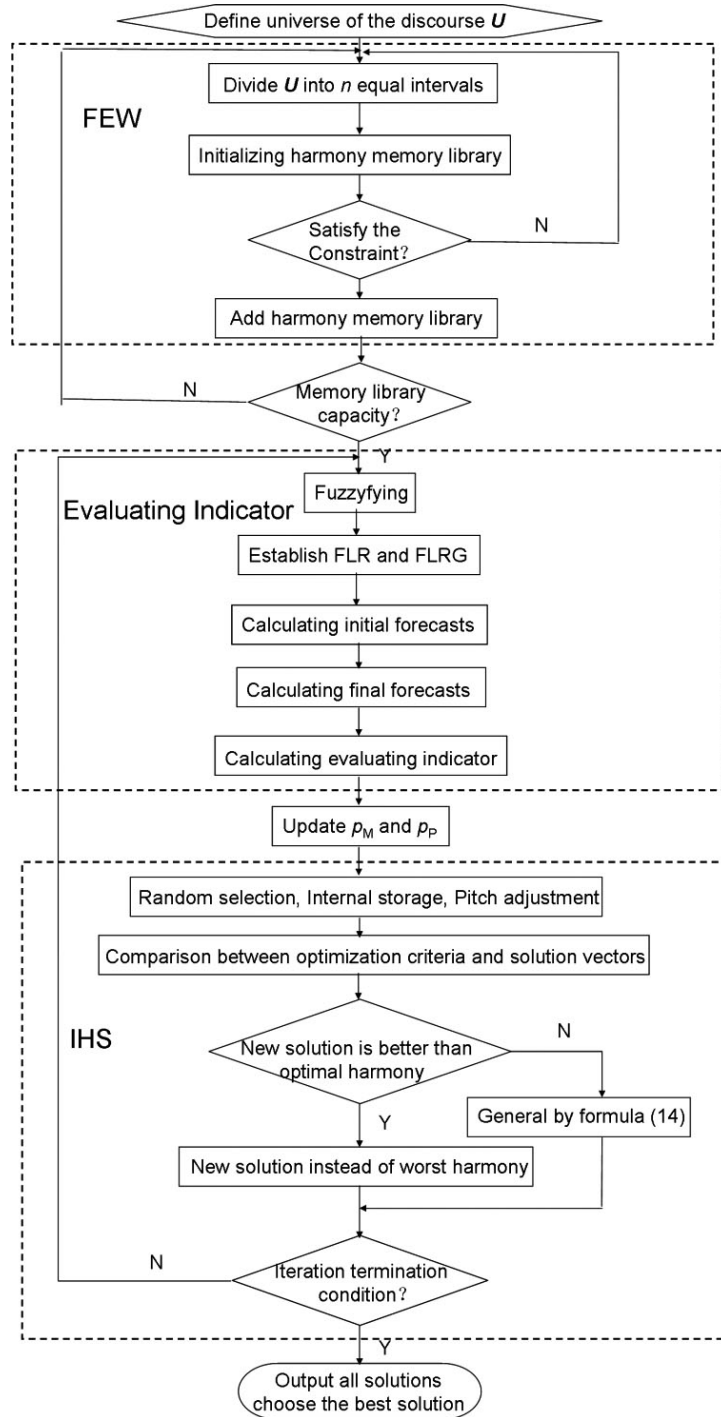 Define universe of the discourse U
FEW
Divide U into n equal intervals
Initializing harmony memory library
Satisfy the
Constraint?
N
Add harmony memory library
N
Memory library
capacity?
Y
Evaluating Indicator
Fuzzyfying
Establish FLR and FLRG
Calculating initial forecasts
Calculating final forecasts
Calculating evaluating indicator
Update pM and pP
Random selection, Internal storage, Pitch adjustment
Comparison between optimization criteria and solution vectors
IHS
New solution is better than
optimal harmony
N
General by formula (14)
Y
New solution instead of worst harmony
N
Iteration termination
condition?
Y
Output all solutions
choose the best solution